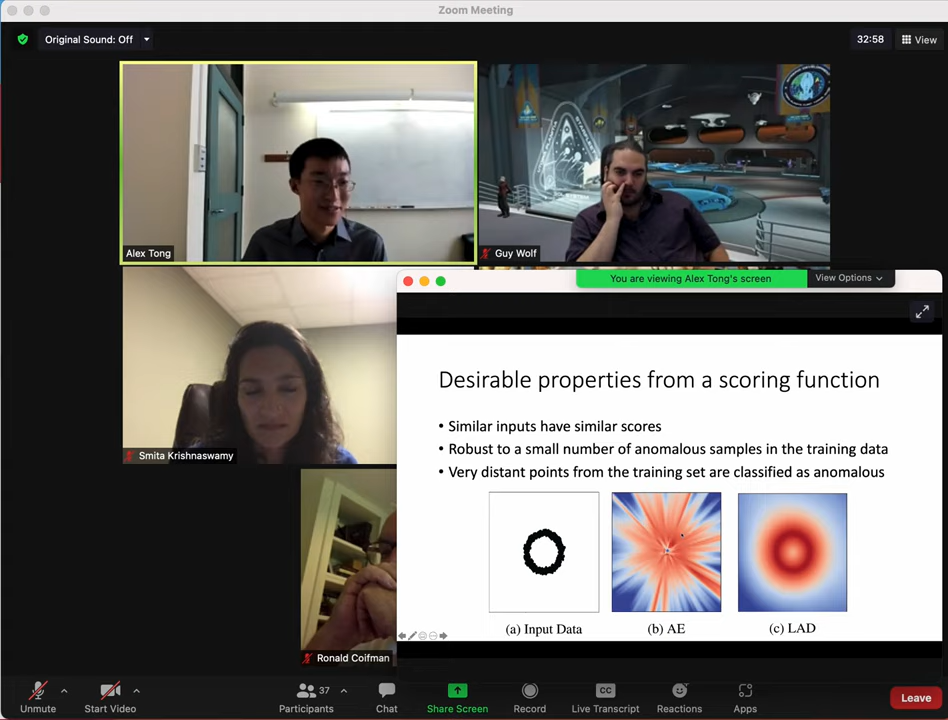 Zoom Meeting
Original Sound: Off
32:58
View
Alex Tong
Guy Wolf
You are viewing Alex Tong's screen
View Options
Desirable properties from a scoring function
• Similar inputs have similar scores
• Robust to a small number of anomalous samples in the training data
• Very distant points from the training set are classified as anomalous
Smita Krishnaswamy
(a) Input Data
(b) AE
(c) LAD
Ronald Coifman
37
CC
Unmute
Start Video
Participants
Chat
Share Screen
Record
Live Transcript
Reactions
Apps
Leave